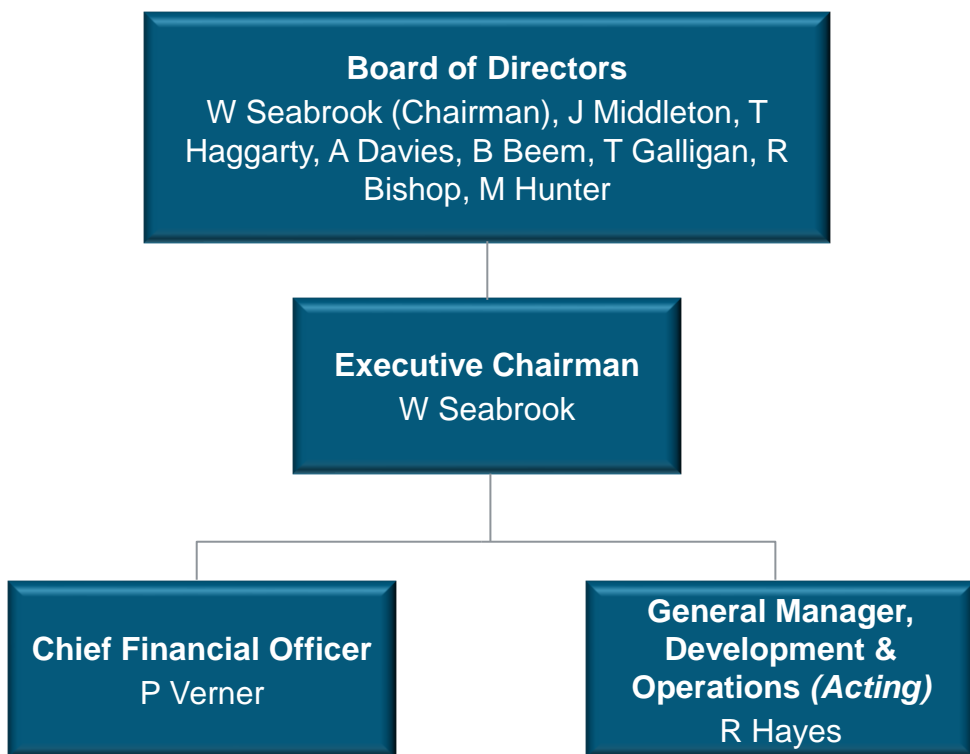 Board of Directors
W Seabrook (Chairman), J Middleton, T
Haggarty, A Davies, B Beem, T Galligan, R
Bishop, M Hunter
Executive Chairman
W Seabrook
Chief Financial Officer
P Verner
General Manager,
Development &
Operations (Acting)
R Hayes